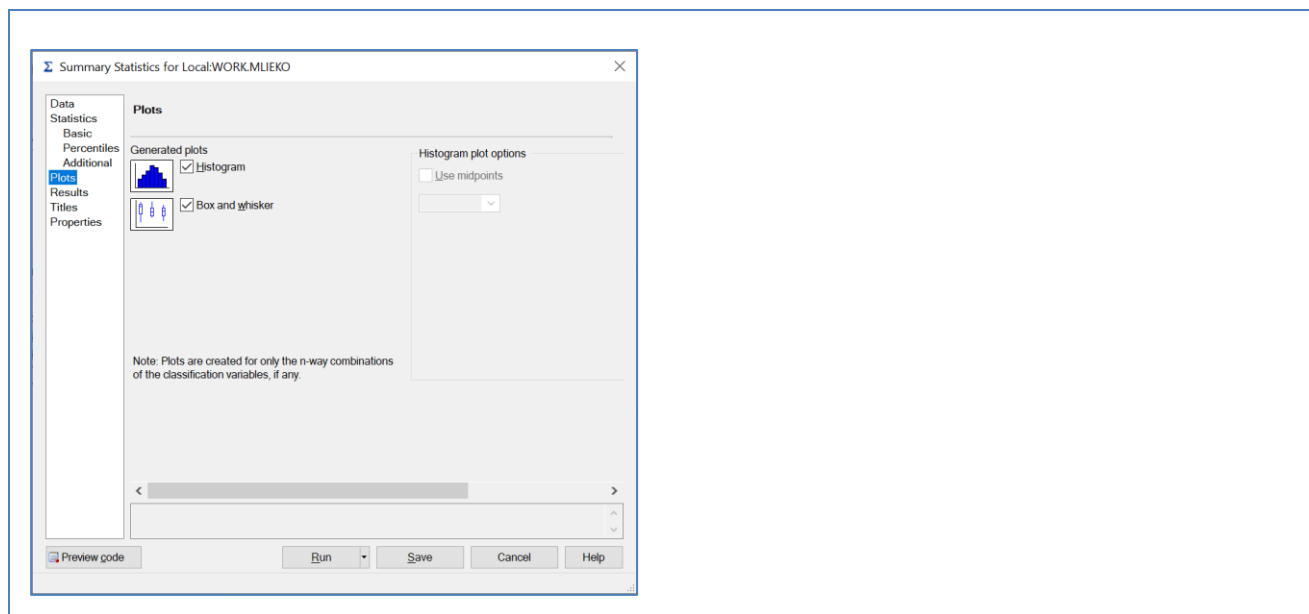 Σ Summary Statistics for Local:WORK.MLIEKO
Data
Statistics
Basic
Percentiles
Additional
Plots
Results
Titles
Properties
Plots
Generated plots
Histogram
Box and whisker
Histogram plot options
Use midpoints
Note: Plots are created for only the n-way combinations
of the classification variables, if any.
Preview code
Run
Save
Cancel
Help